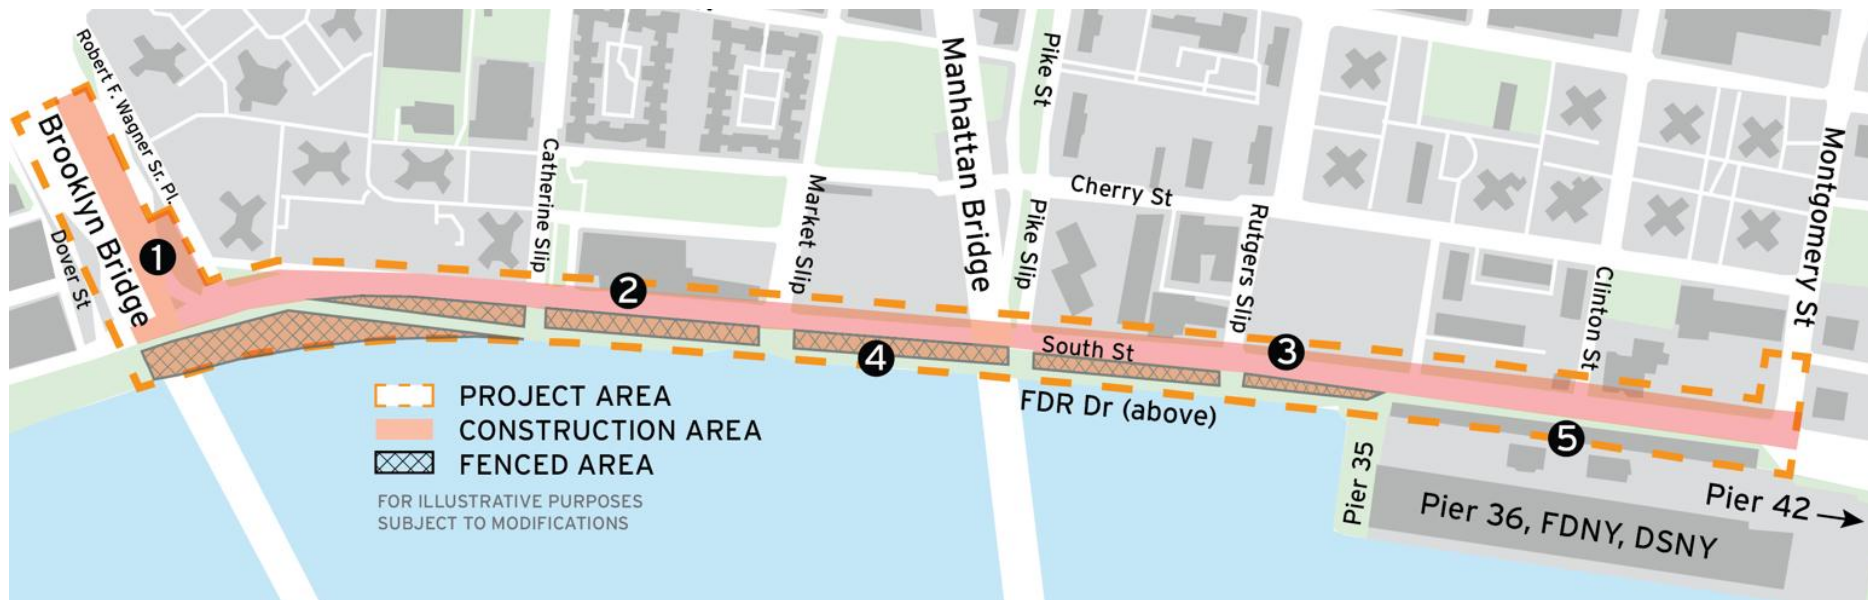 Robert F. Wagner Sr. Pl.
Brooklyn Bridge
Dover St
1
Catherine Slip
2
Market Slip
Manhattan Bridge
Pike St
Pike Slip
Cherry St
Rutgers Slip
3
Clinton St
Montgomery St
South St
4
FDR Dr (above)
5
Pier 35
Pier 36, FDNY, DSNY
Pier 42
PROJECT AREA
CONSTRUCTION AREA
FENCED AREA
FOR ILLUSTRATIVE PURPOSES
SUBJECT TO MODIFICATIONS